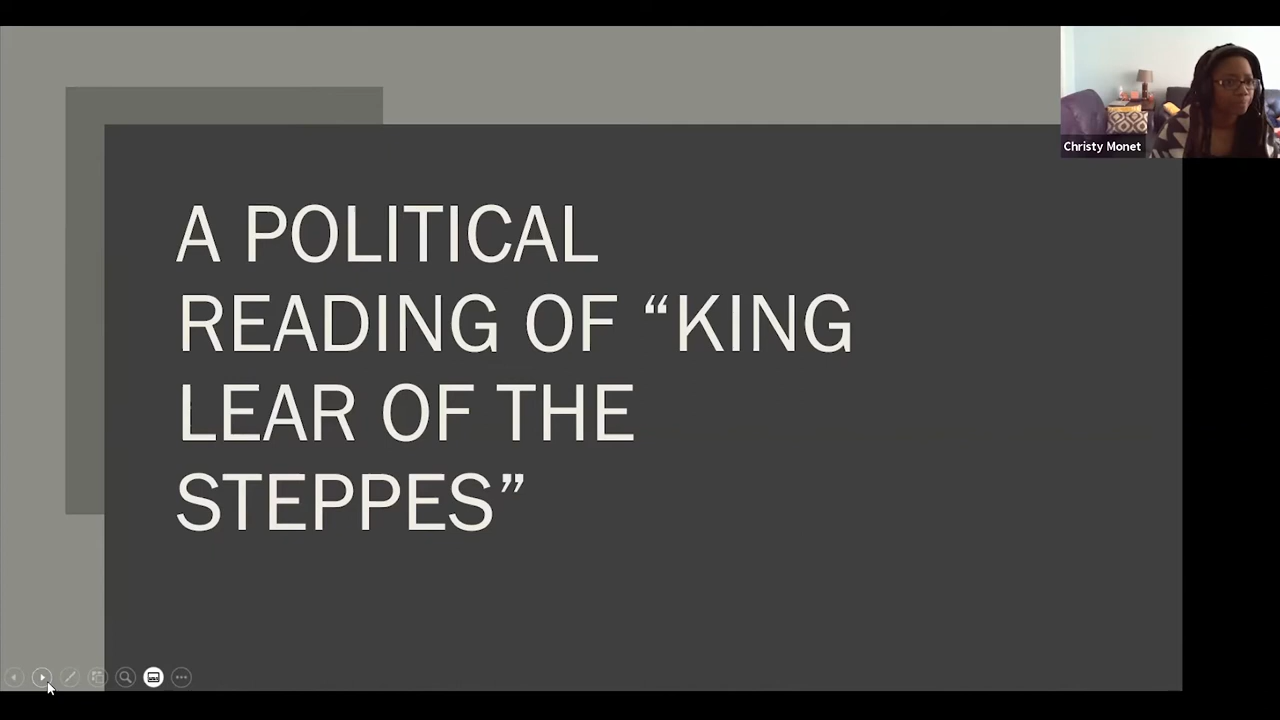 A POLITICAL
READING OF “KING
LEAR OF THE
STEPPES”
Christy Monet